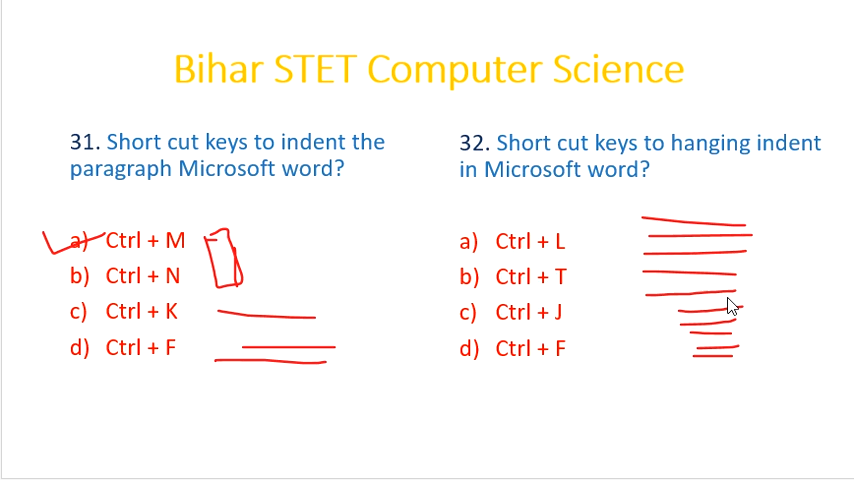 Bihar STET Computer Science
31. Short cut keys to indent the
paragraph Microsoft word?
a) Ctrl + M
b) Ctrl + N
c) Ctrl + K
d) Ctrl + F
32. Short cut keys to hanging indent
in Microsoft word?
a) Ctrl + L
b) Ctrl + T
c) Ctrl + J
d) Ctrl + F